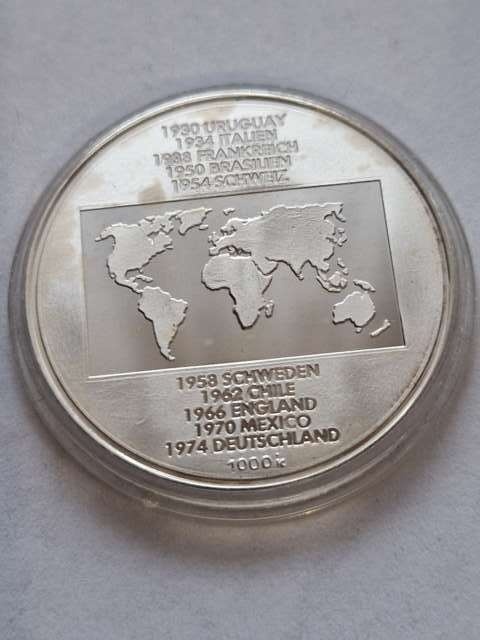 1930 URUGUAY
1934 ITALIEN
1988 FRANKREICH
1950 BRASILIEN
1954 SCHWEIZ
1958 SCHWEDEN
1962 CHILE
1966 ENGLAND
1970 MEXICO
1974 DEUTSCHLAND
1000